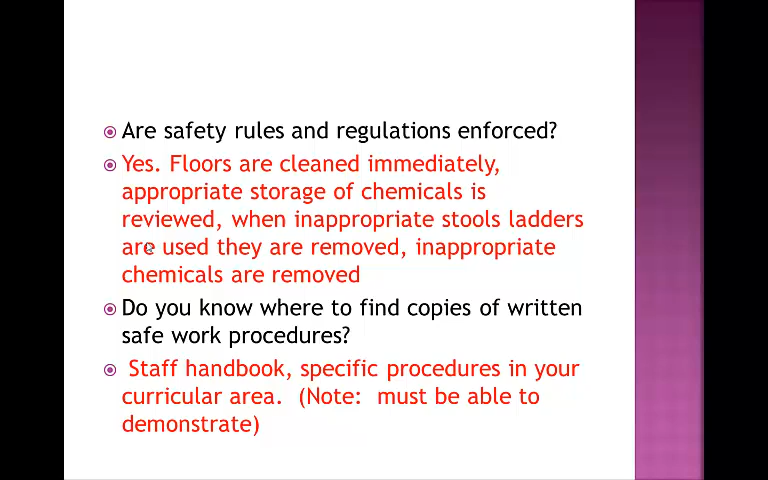 Are safety rules and regulations enforced?
Yes. Floors are cleaned immediately,
appropriate storage of chemicals is
reviewed, when inappropriate stools ladders
are used they are removed, inappropriate
chemicals are removed
Do you know where to find copies of written
safe work procedures?
Staff handbook, specific procedures in your
curricular area.  (Note:  must be able to
demonstrate)